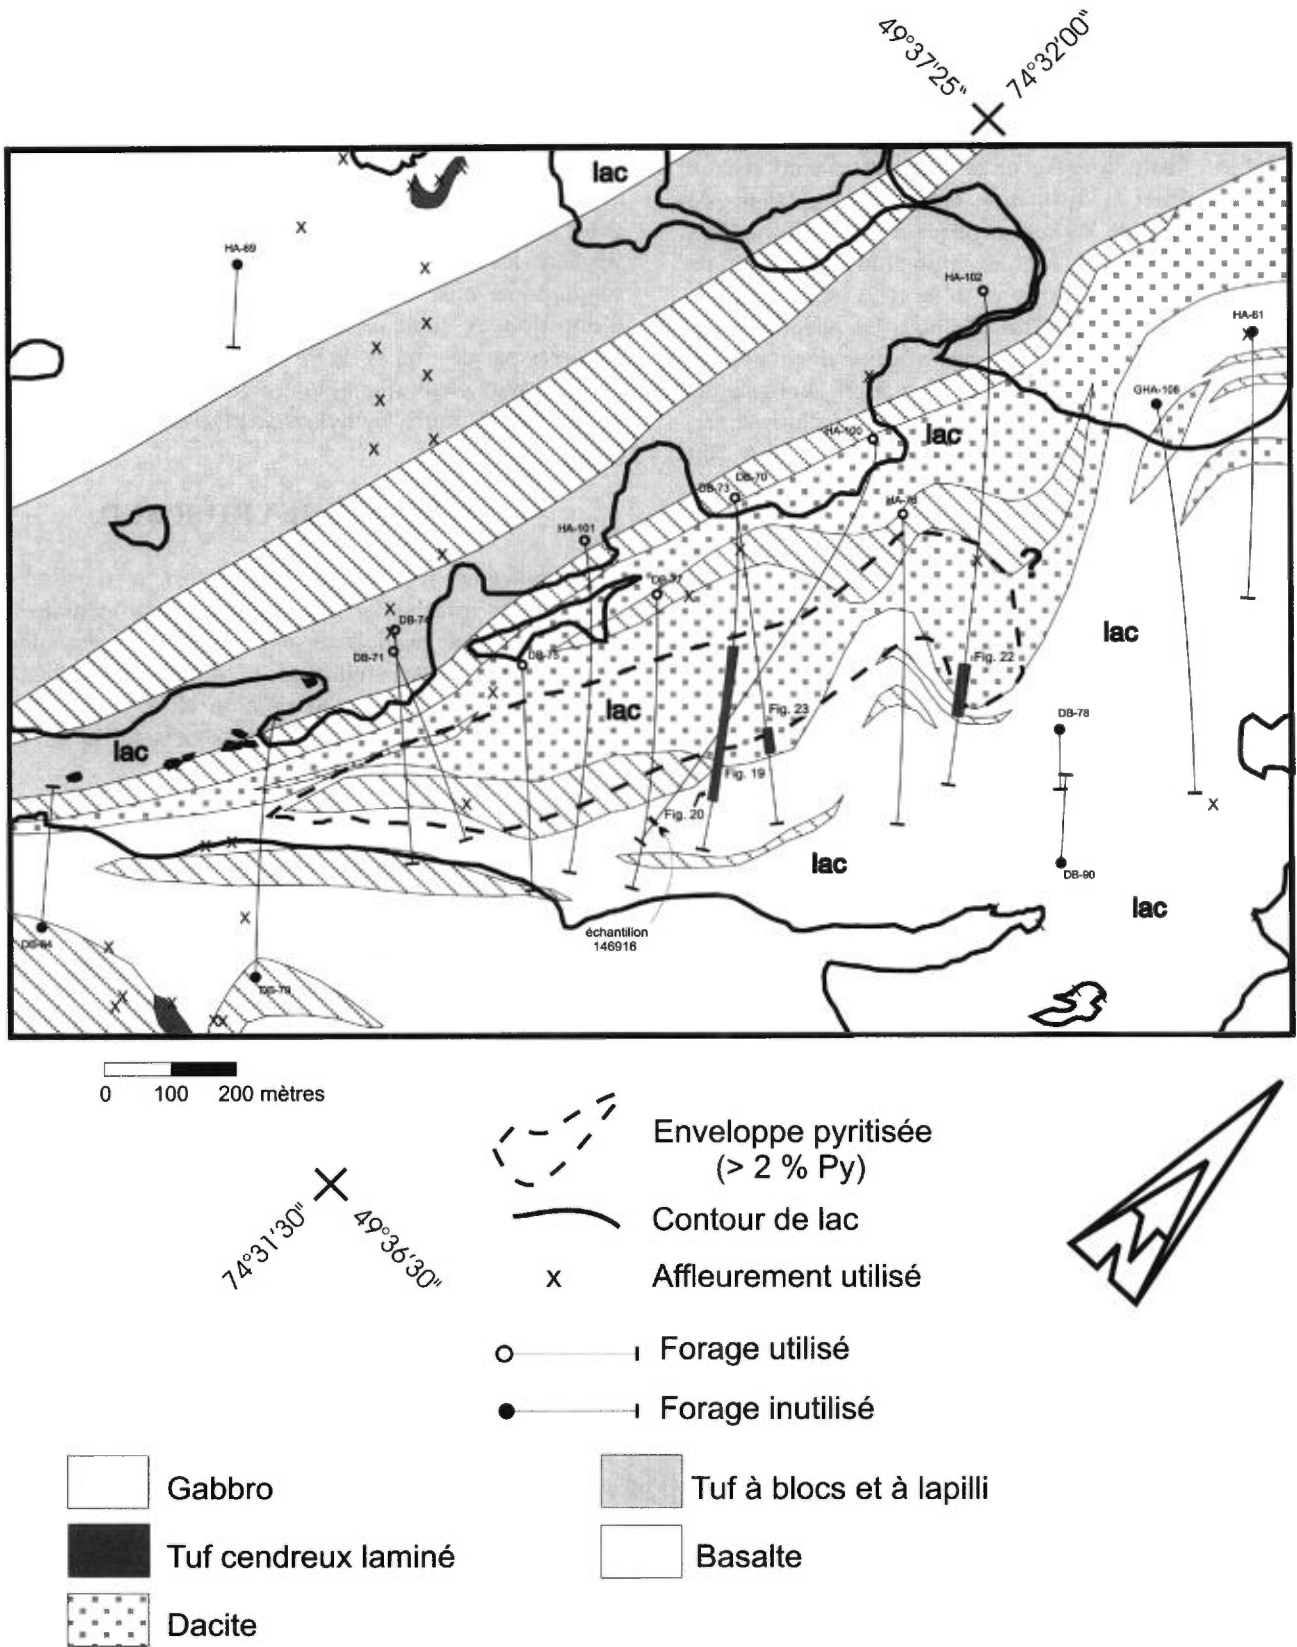 49°37'25"
74°32'00"
lac
HA-69
HA-102
HA-61
GHA-106
HA-100
lac
DB-73
DB-70
HA-76
HA-101
?
DB-77
lac
DB-74
DB-71
DB-75
Fig. 22
lac
Fig. 23
DB-78
lac
Fig. 19
Fig. 20
lac
DB-90
lac
échantillon
146916
DB-84
DB-79
0 100 200 mètres
Enveloppe pyritisée
(> 2 % Py)
Contour de lac
74°31'30"
49°36'30"
N
x Affleurement utilisé
Forage utilisé
Forage inutilisé
Gabbro
Tuf à blocs et à lapilli
Tuf cendreux laminé
Basalte
Dacite